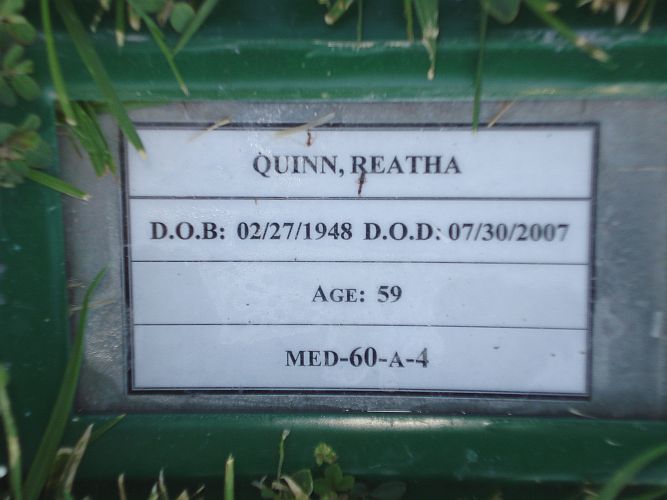 QUINN, REATHA
D.O.B: 02/27/1948 D.O.D: 07/30/2007
AGE: 59
MED-60-A-4